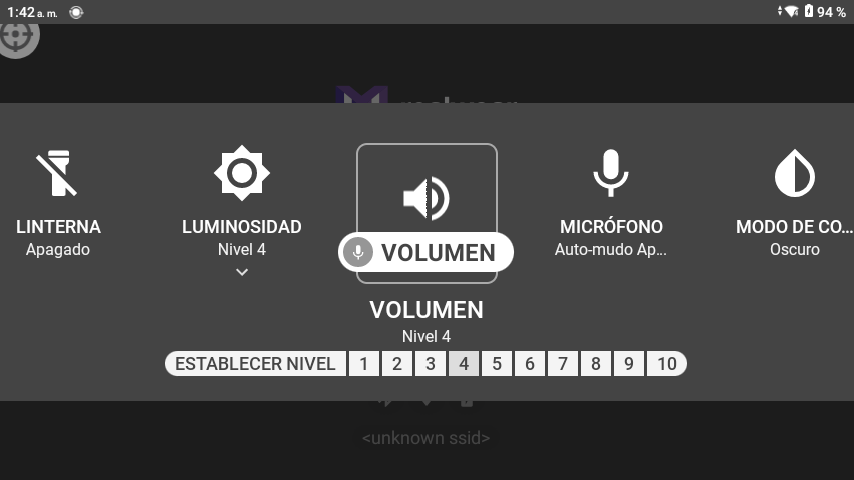 1:42 a. m.
94 %
LINTERNA
Apagado
LUMINOSIDAD
Nivel 4
VOLUMEN
MICRÓFONO
Auto-mudo Ap...
MODO DE CO...
Oscuro
VOLUMEN
Nivel 4
ESTABLECER NIVEL 1 2 3 4 5 6 7 8 9 10
<unknown ssid>